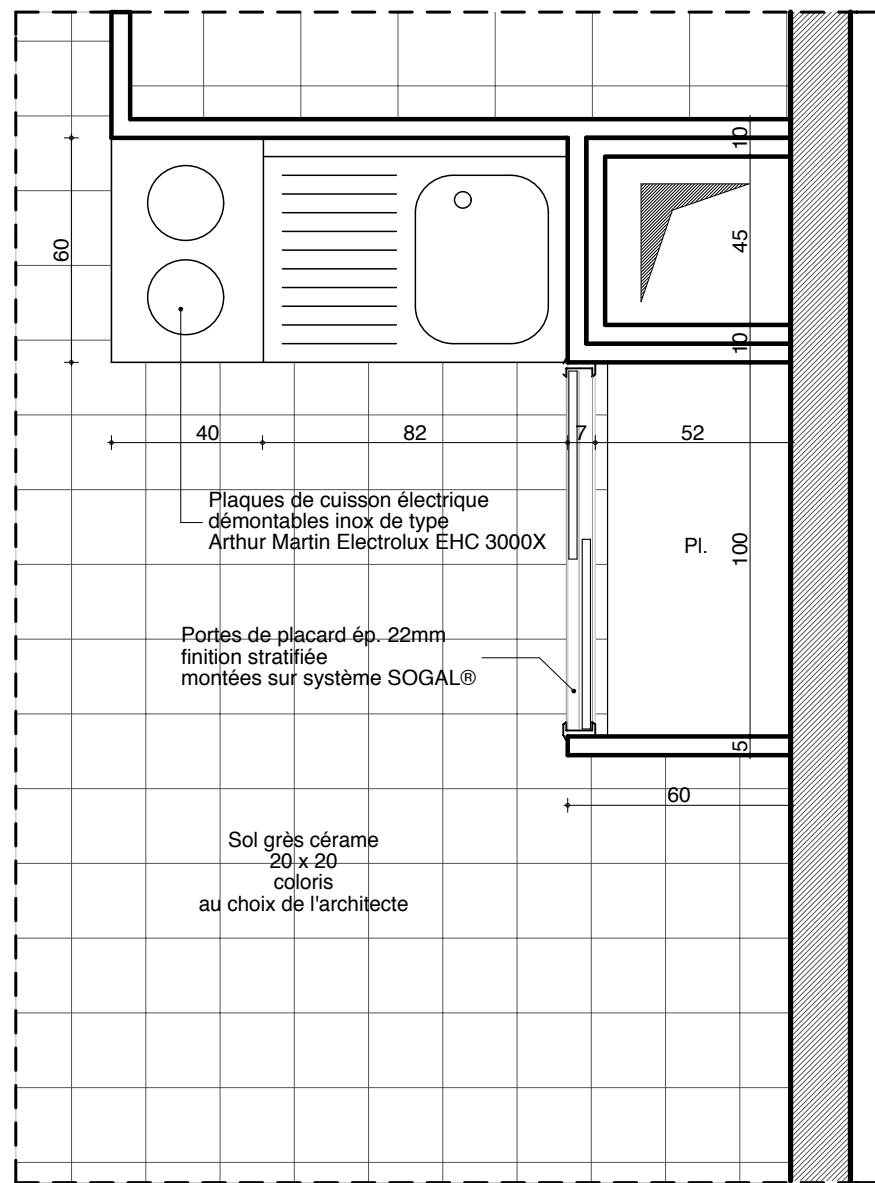 10
45
60
10
40
82
7
52
Plaques de cuisson électrique
démontables inox de type
Arthur Martin Electrolux EHC 3000X
Pl.
100
Portes de placard ép. 22mm
finition stratifiée
montées sur système SOGAL®
5
60
Sol grès cérame
20 x 20
coloris
au choix de l'architecte